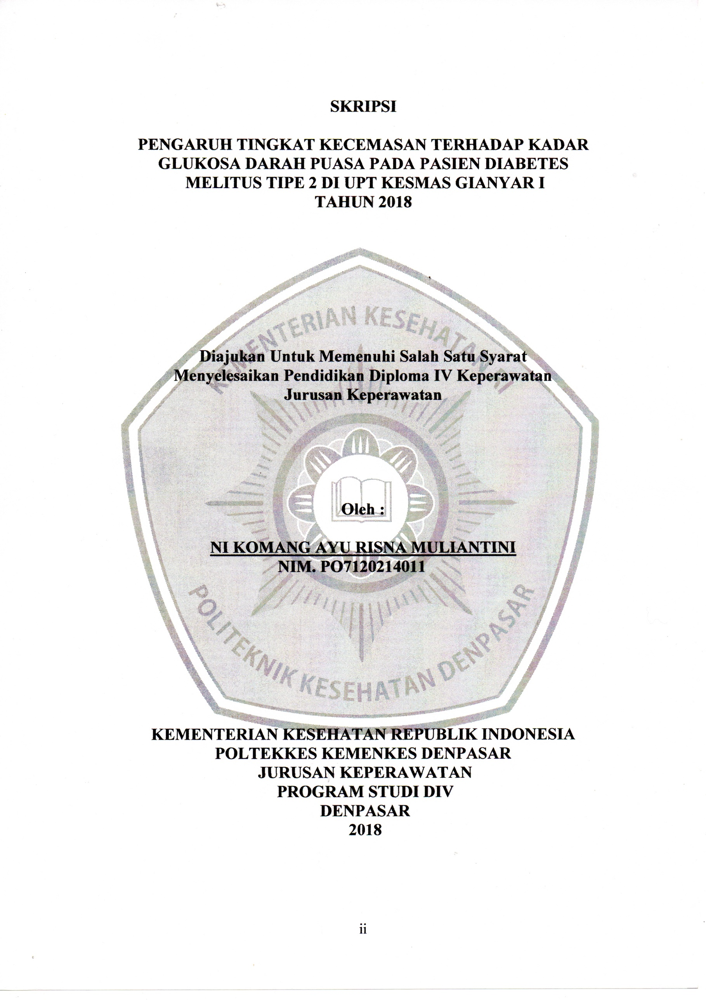 SKRIPSI
PENGARUH TINGKAT KECEMASAN TERHADAP KADAR
GLUKOSA DARAH PUASA PADA PASIEN DIABETES
MELITUS TIPE 2 DI UPT KESMAS GIANYAR I
TAHUN 2018
KEMENTERIAN KESEHATAN RI
Diajukan Untuk Memenuhi Salah Satu Syarat
Menyelesaikan Pendidikan Diploma IV Keperawatan
Jurusan Keperawatan
Oleh :
NI KOMANG AYU RISNA MULIANTINI
NIM. PO7120214011
POLITEKNIK KESEHATAN DENPASAR
KEMENTERIAN KESEHATAN REPUBLIK INDONESIA
POLTEKKES KEMENKES DENPASAR
JURUSAN KEPERAWATAN
PROGRAM STUDI DIV
DENPASAR
2018
ii